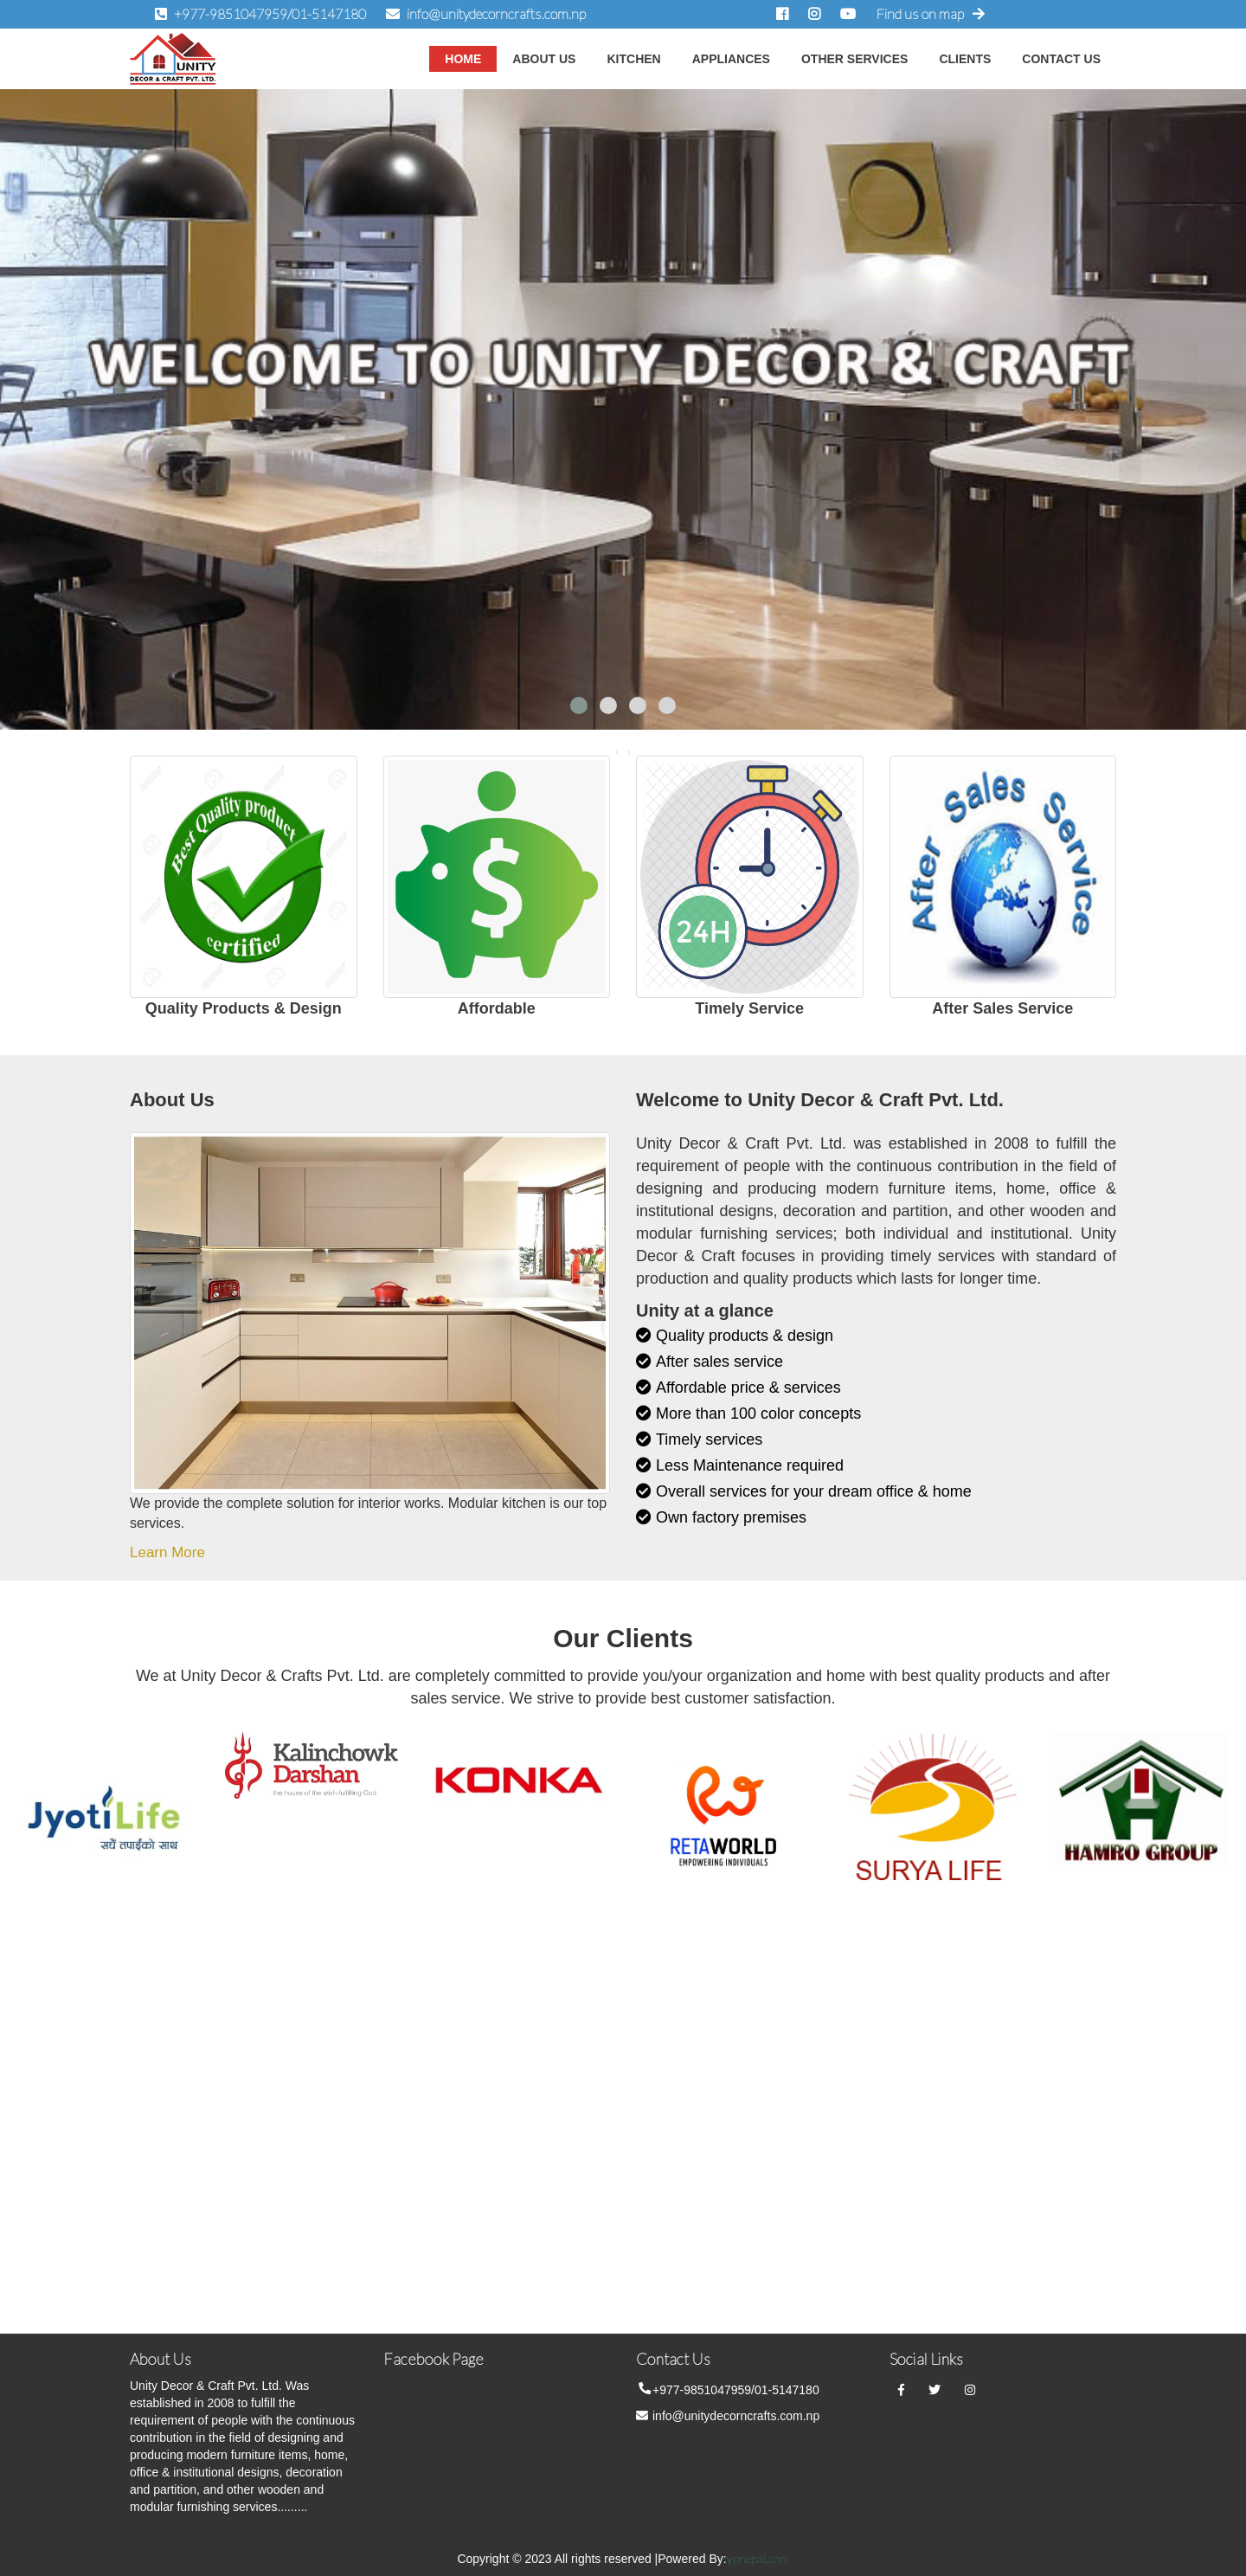 +977-9851047959/01-5147180 info@unitydecorncrafts.com.np Find us on map
UNITY
DECOR & CRAFT PVT. LTD.
HOME ABOUT US KITCHEN APPLIANCES OTHER SERVICES CLIENTS CONTACT US
WELCOME TO UNITY DECOR & CRAFT
Best Quality product
certified
$
24H
After Sales Service
Quality Products & Design
Affordable
Timely Service
After Sales Service
About Us
We provide the complete solution for interior works. Modular kitchen is our top
services.
Learn More
Welcome to Unity Decor & Craft Pvt. Ltd.
Unity Decor & Craft Pvt. Ltd. was established in 2008 to fulfill the
requirement of people with the continuous contribution in the field of
designing and producing modern furniture items, home, office &
institutional designs, decoration and partition, and other wooden and
modular furnishing services; both individual and institutional. Unity
Decor & Craft focuses in providing timely services with standard of
production and quality products which lasts for longer time.
Unity at a glance
Quality products & design
After sales service
Affordable price & services
More than 100 color concepts
Timely services
Less Maintenance required
Overall services for your dream office & home
Own factory premises
Our Clients
We at Unity Decor & Crafts Pvt. Ltd. are completely committed to provide you/your organization and home with best quality products and after
sales service. We strive to provide best customer satisfaction.
JyotiLife
सधैं तपाईंको साथ
Kalinchowk
Darshan
the house of the wish-fulfilling God
KONKA
RETAWORLD
EMPOWERING INDIVIDUALS
SURYA LIFE
HAMRO GROUP
About Us
Unity Decor & Craft Pvt. Ltd. Was
established in 2008 to fulfill the
requirement of people with the continuous
contribution in the field of designing and
producing modern furniture items, home,
office & institutional designs, decoration
and partition, and other wooden and
modular furnishing services.........
Facebook Page
Contact Us
+977-9851047959/01-5147180
info@unitydecorncrafts.com.np
Social Links
Copyright © 2023 All rights reserved |Powered By: